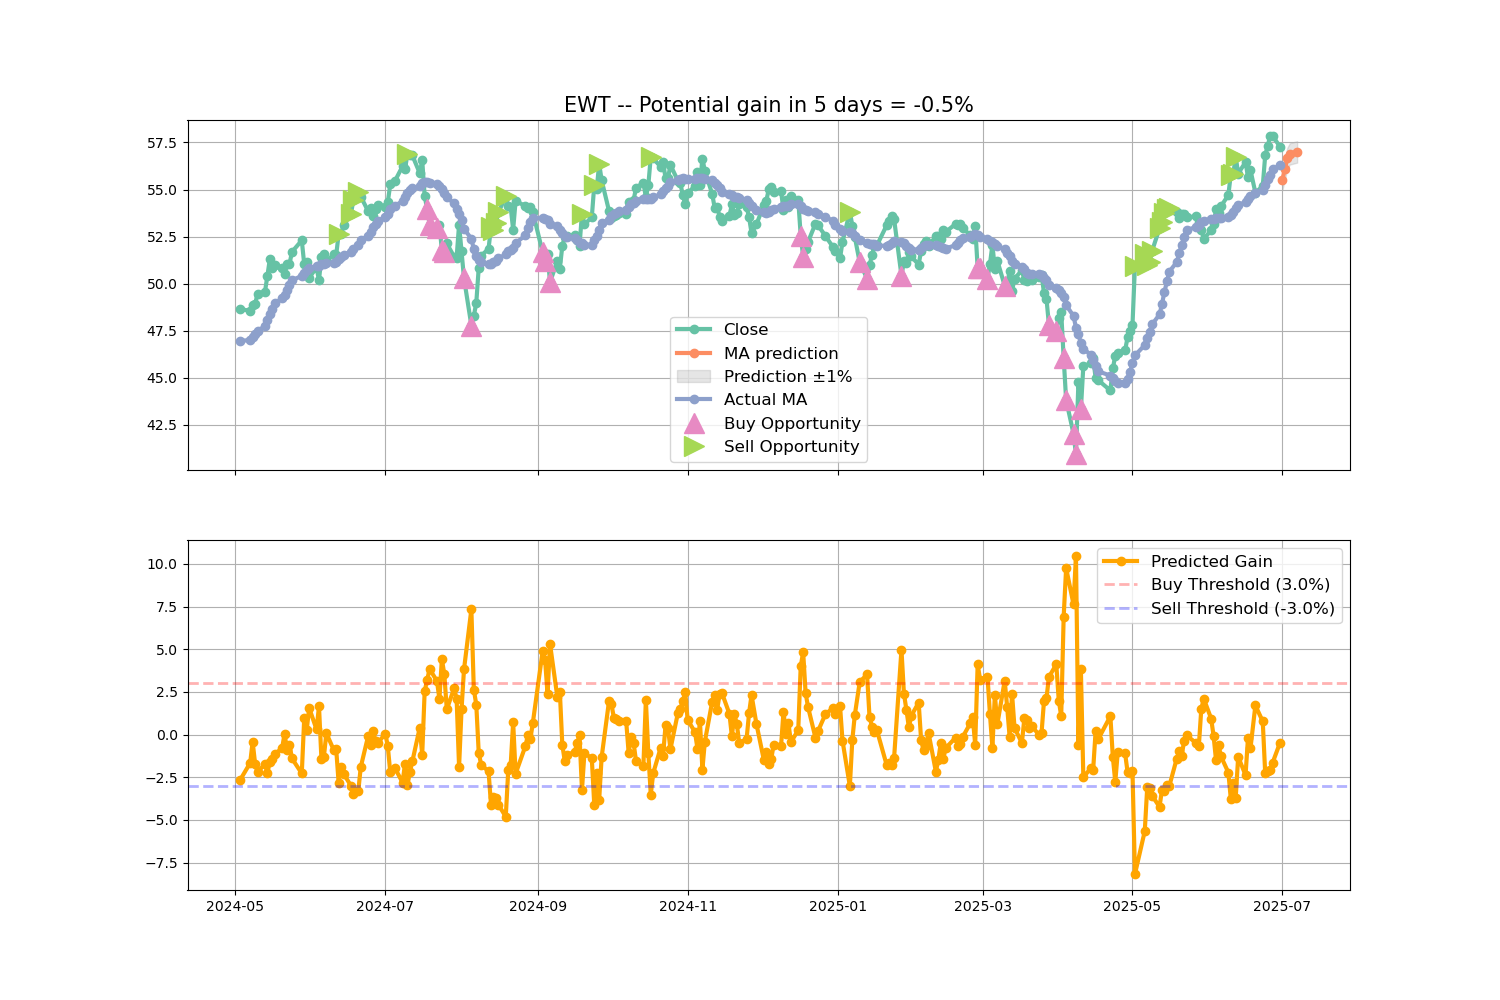 EWT -- Potential gain in 5 days = -0.5%
57.5
55.0
52.5
50.0
47.5
45.0
42.5
Close
MA prediction
Prediction ±1%
Actual MA
Buy Opportunity
Sell Opportunity
10.0
7.5
5.0
2.5
0.0
−2.5
−5.0
−7.5
Predicted Gain
Buy Threshold (3.0%)
Sell Threshold (-3.0%)
2024-05
2024-07
2024-09
2024-11
2025-01
2025-03
2025-05
2025-07